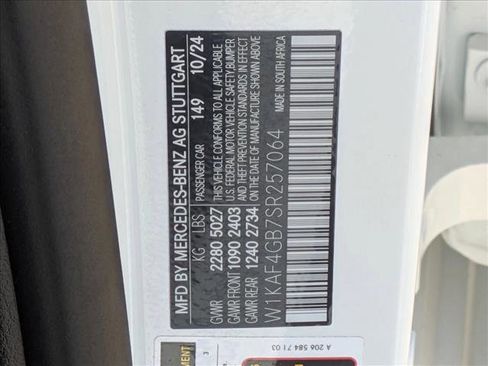 MFD BY MERCEDES-BENZ AG STUTTGART
PASSENGER CAR 149 10/24
KG LBS
GVWR 2280 5027
GAWR FRONT 1090 2403
GAWR REAR 1240 2734
THIS VEHICLE CONFORMS TO ALL APPLICABLE
U.S. FEDERAL MOTOR VEHICLE SAFETY, BUMPER
AND THEFT PREVENTION STANDARDS IN EFFECT
ON THE DATE OF MANUFACTURE SHOWN ABOVE
W1KAF4GB7SR257064
MADE IN SOUTH AFRICA
A 206 584 71 03
3